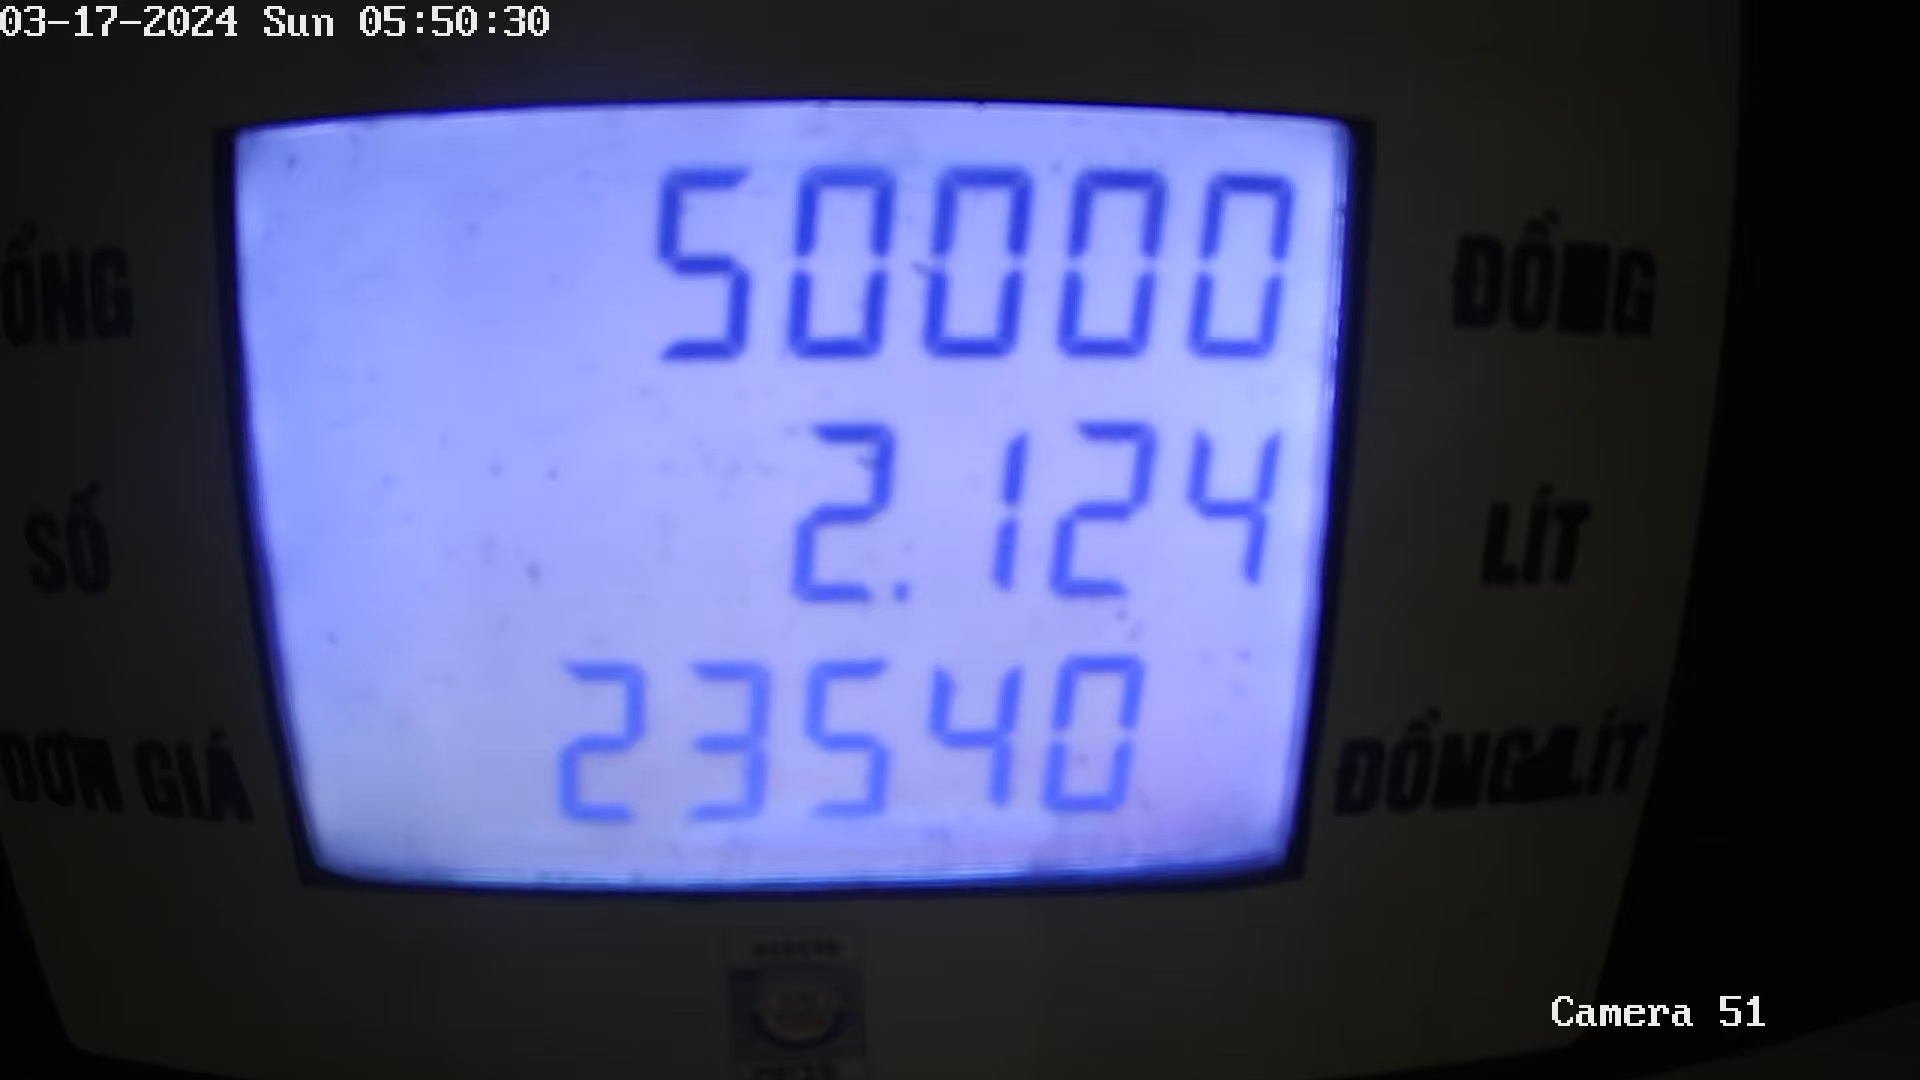 03-17-2024 Sun 05:50:30
50000
ĐỒNG
SỐ
2.124
LÍT
ĐƠN GIÁ
23540
ĐỒNG/LÍT
Camera 51